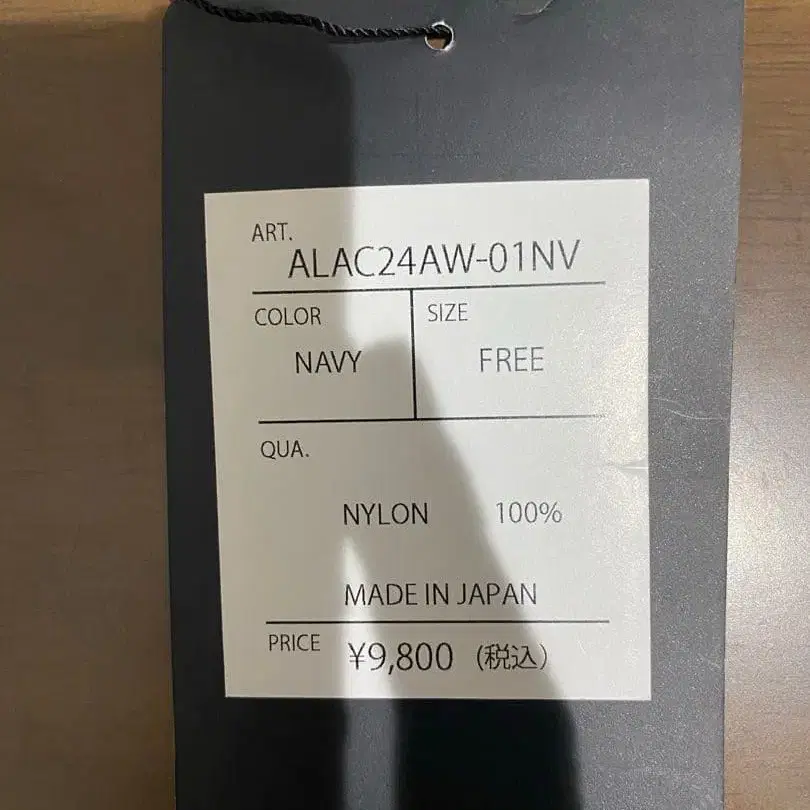 ART.
ALAC24AW-01NV
COLOR
NAVY
SIZE
FREE
QUA.
NYLON 100%
MADE IN JAPAN
PRICE ¥9,800 (税込)